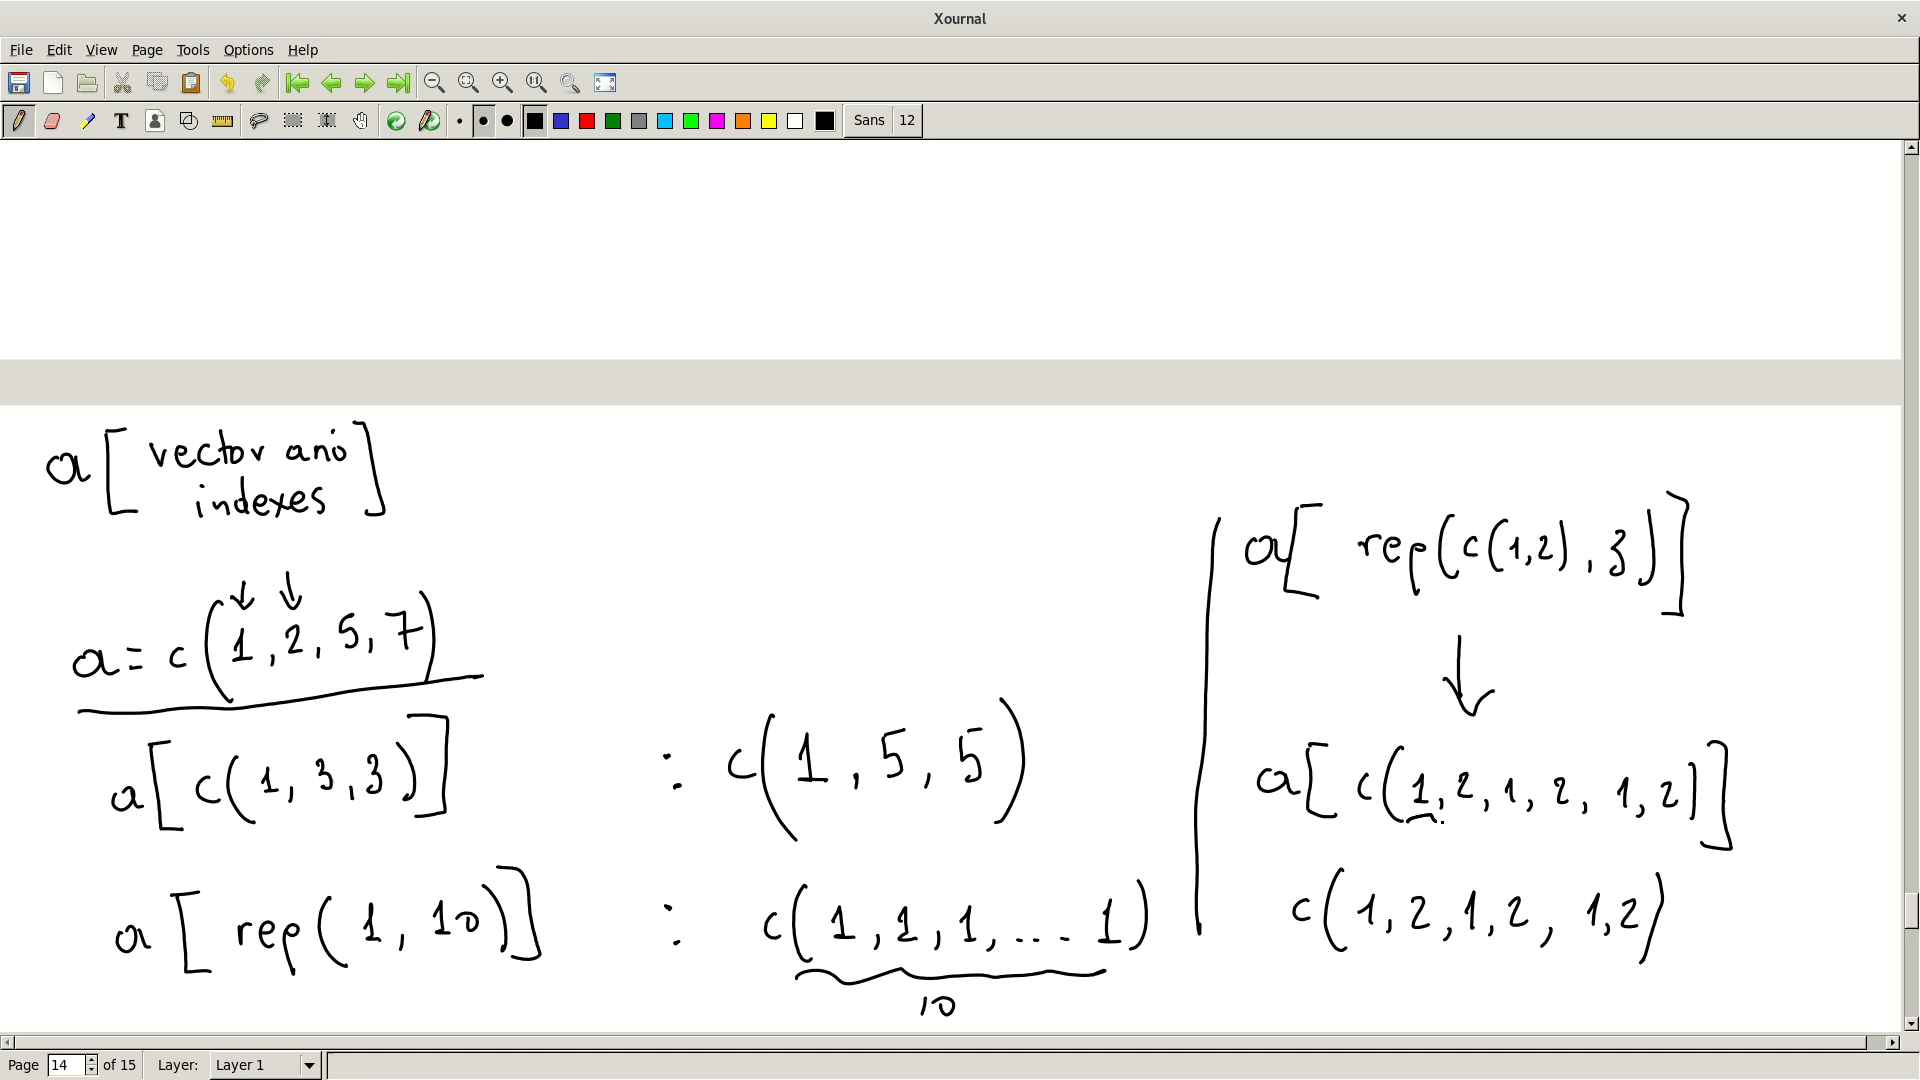 Xournal
File Edit View Page Tools Options Help
Sans 12
a[vector από
indexes]
a = c(1, 2, 5, 7)
a[c(1, 3, 3)] : c(1, 5, 5)
a[rep(1, 10)] : c(1, 1, 1, ... 1)
10
a[rep(c(1,2), 3)]
a[c(1, 2, 1, 2, 1, 2)]
c(1, 2, 1, 2, 1, 2)
Page 14 of 15 Layer: Layer 1